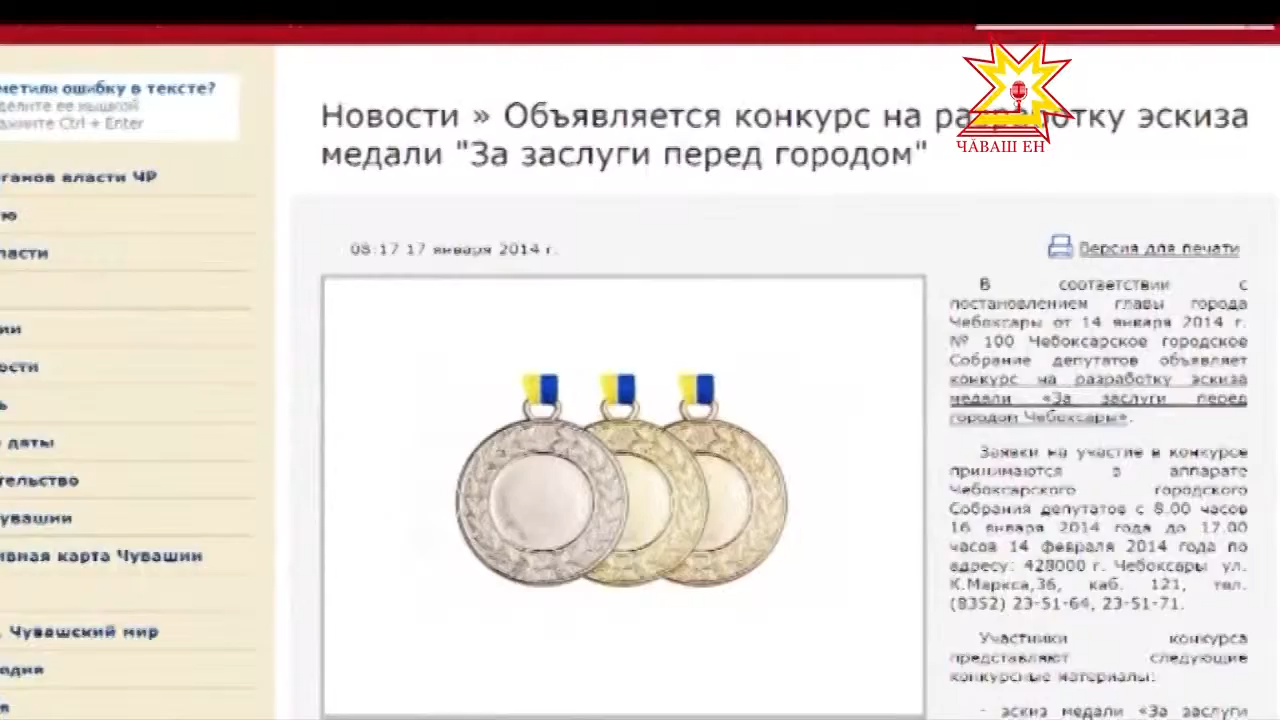 метили ошибку в тексте?
делите ее мышкой
ажмите Ctrl + Enter
ганов власти ЧР
ю
ласти
ии
ости
ь
даты
тельство
увашии
ивная карта Чувашии
. Чувашский мир
одня
я
Новости » Объявляется конкурс на разработку эскиза
медали "За заслуги перед городом"
ЧӐВАШ ЕН
08:17 17 января 2014 г.
Версия для печати
В соответствии с
постановлением главы города
Чебоксары от 14 января 2014 г.
№ 100 Чебоксарское городское
Собрание депутатов объявляет
конкурс на разработку эскиза
медали «За заслуги перед
городом Чебоксары».
Заявки на участие в конкурсе
принимаются в аппарате
Чебоксарского городского
Собрания депутатов с 8.00 часов
16 января 2014 года до 17.00
часов 14 февраля 2014 года по
адресу: 428000 г. Чебоксары ул.
К.Маркса,36, каб. 121, тел.
(8352) 23-51-64, 23-51-71.
Участники конкурса
представляют следующие
конкурсные материалы:
- эскиз медали «За заслуги